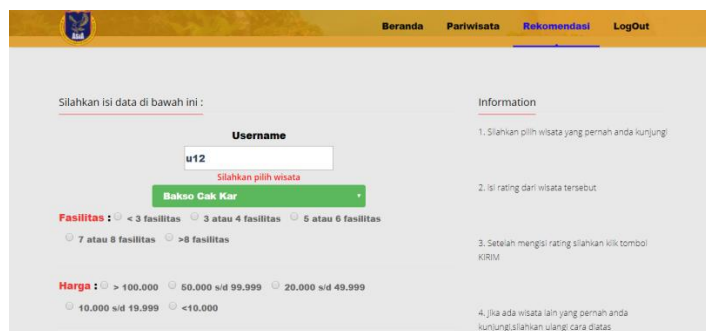 ASIA
Beranda Pariwisata Rekomendasi LogOut
Silahkan isi data di bawah ini :
Username
u12
Silahkan pilih wisata
Bakso Cak Kar
Fasilitas : < 3 fasilitas 3 atau 4 fasilitas 5 atau 6 fasilitas
7 atau 8 fasilitas >8 fasilitas
Harga : > 100.000 50.000 s/d 99.999 20.000 s/d 49.999
10.000 s/d 19.999 <10.000
Information
1. Silahkan pilih wisata yang pernah anda kunjungi
2. Isi rating dari wisata tersebut
3. Setelah mengisi rating silahkan klik tombol
KIRIM
4. Jika ada wisata lain yang pernah anda
kunjungi,silahkan ulangi cara diatas